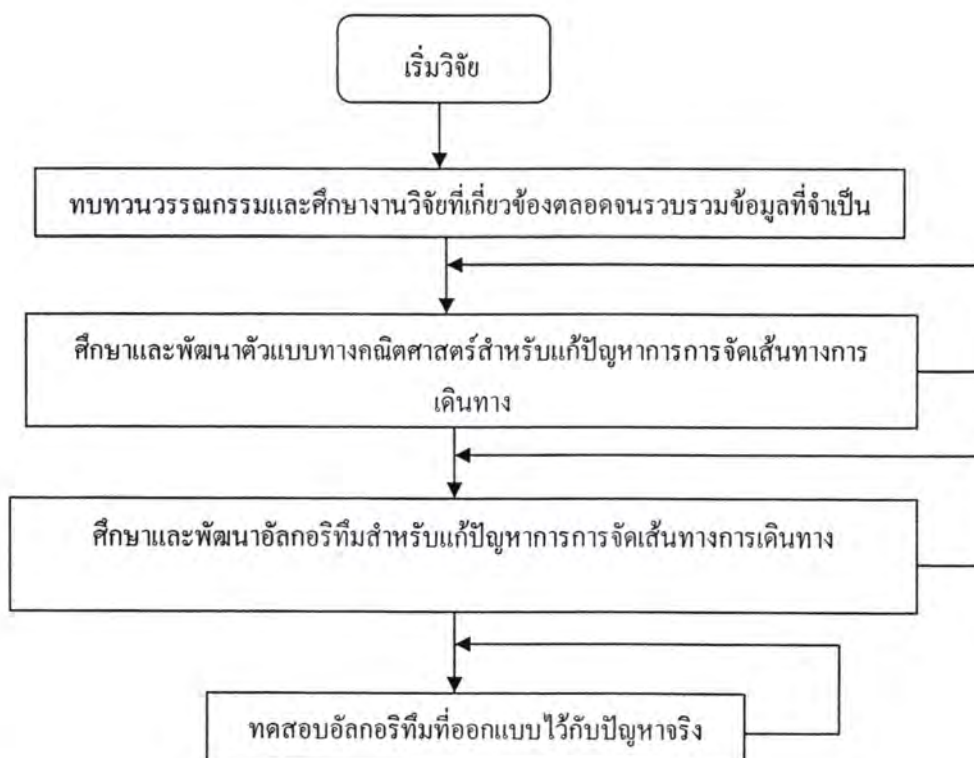 เริ่มวิจัย
ทบทวนวรรณกรรมและศึกษางานวิจัยที่เกี่ยวข้องตลอดจนรวบรวมข้อมูลที่จำเป็น
ศึกษาและพัฒนาตัวแบบทางคณิตศาสตร์สำหรับแก้ปัญหาการการจัดเส้นทางการ
เดินทาง
ศึกษาและพัฒนาอัลกอริทึมสำหรับแก้ปัญหาการการจัดเส้นทางการเดินทาง
ทดสอบอัลกอริทึมที่ออกแบบไว้กับปัญหาจริง